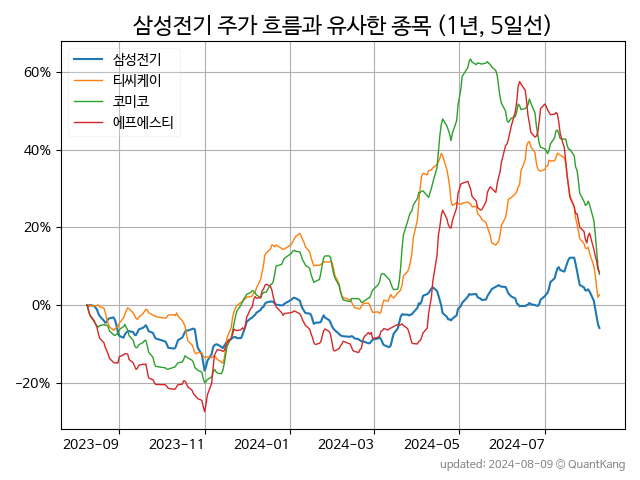 삼성전기 주가 흐름과 유사한 종목 (1년, 5일선)
삼성전기
티씨케이
코미코
에프에스티
60%
40%
20%
0%
−20%
2023-09 2023-11 2024-01 2024-03 2024-05 2024-07
updated: 2024-08-09 © QuantKang